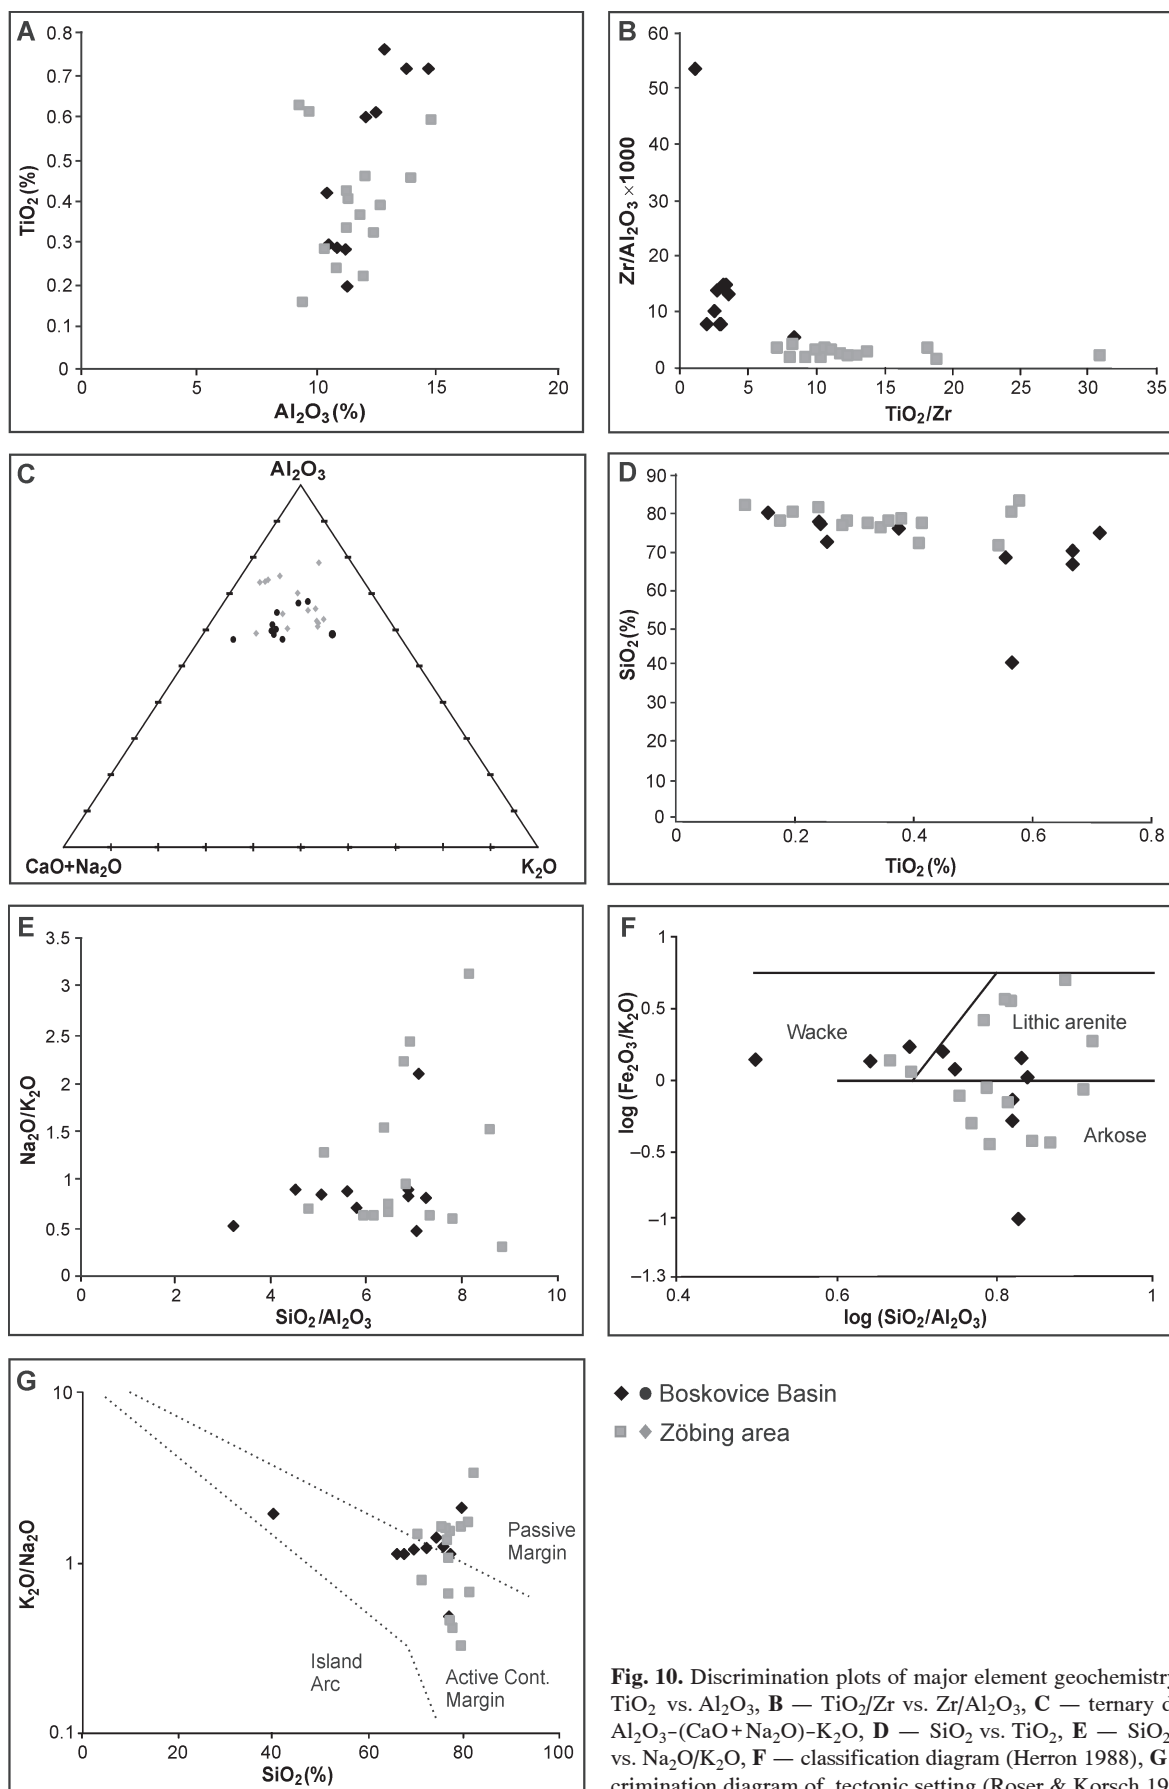 A
0.8
0.7
0.6
0.5
0.4
0.3
0.2
0.1
0
TiO2 (%)
0 5 10 15 20
Al2O3 (%)
B
60
50
40
30
20
10
0
Zr/Al2O3 ×1000
0 5 10 15 20 25 30 35
TiO2/Zr
C
Al2O3
CaO+Na2O K2O
D
90
80
70
60
50
40
30
20
10
0
SiO2 (%)
0 0.2 0.4 0.6 0.8
TiO2 (%)
E
3.5
3
2.5
2
1.5
1
0.5
0
Na2O/K2O
0 2 4 6 8 10
SiO2/Al2O3
F
1
0.5
0
–0.5
–1
–1.3
log (Fe2O3/K2O)
Wacke
Lithic arenite
Arkose
0.4 0.6 0.8 1
log (SiO2/Al2O3)
G
10
1
0.1
K2O/Na2O
Passive
Margin
Island
Arc
Active Cont.
Margin
0 20 40 60 80 100
SiO2 (%)
Boskovice Basin
Zöbing area
Fig. 10. Discrimination plots of major element geochemistry
TiO2 vs. Al2O3, B — TiO2/Zr vs. Zr/Al2O3, C — ternary d
Al2O3–(CaO+Na2O)–K2O, D — SiO2 vs. TiO2, E — SiO2
vs. Na2O/K2O, F — classification diagram (Herron 1988), G
crimination diagram of tectonic setting (Roser & Korsch 19